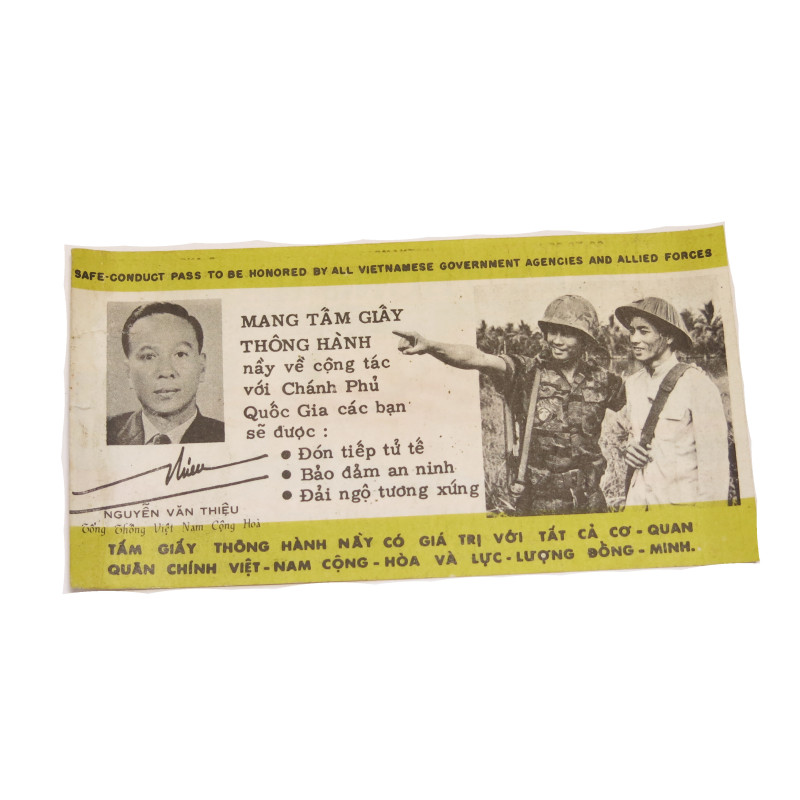 SAFE-CONDUCT PASS TO BE HONORED BY ALL VIETNAMESE GOVERNMENT AGENCIES AND ALLIED FORCES
MANG TẤM GIẤY
THÔNG HÀNH
nầy về cộng tác
với Chánh Phủ
Quốc Gia các bạn
sẽ được :
● Đón tiếp tử tế
● Bảo đảm an ninh
● Đải ngộ tương xứng
Thieu
NGUYỄN VĂN THIỆU
Tổng Thống Việt Nam Cộng Hoà
TẤM GIẤY THÔNG HÀNH NẦY CÓ GIÁ TRỊ VỚI TẤT CẢ CƠ - QUAN
QUÂN CHÍNH VIỆT - NAM CỘNG - HÒA VÀ LỰC - LƯỢNG ĐỒNG - MINH.